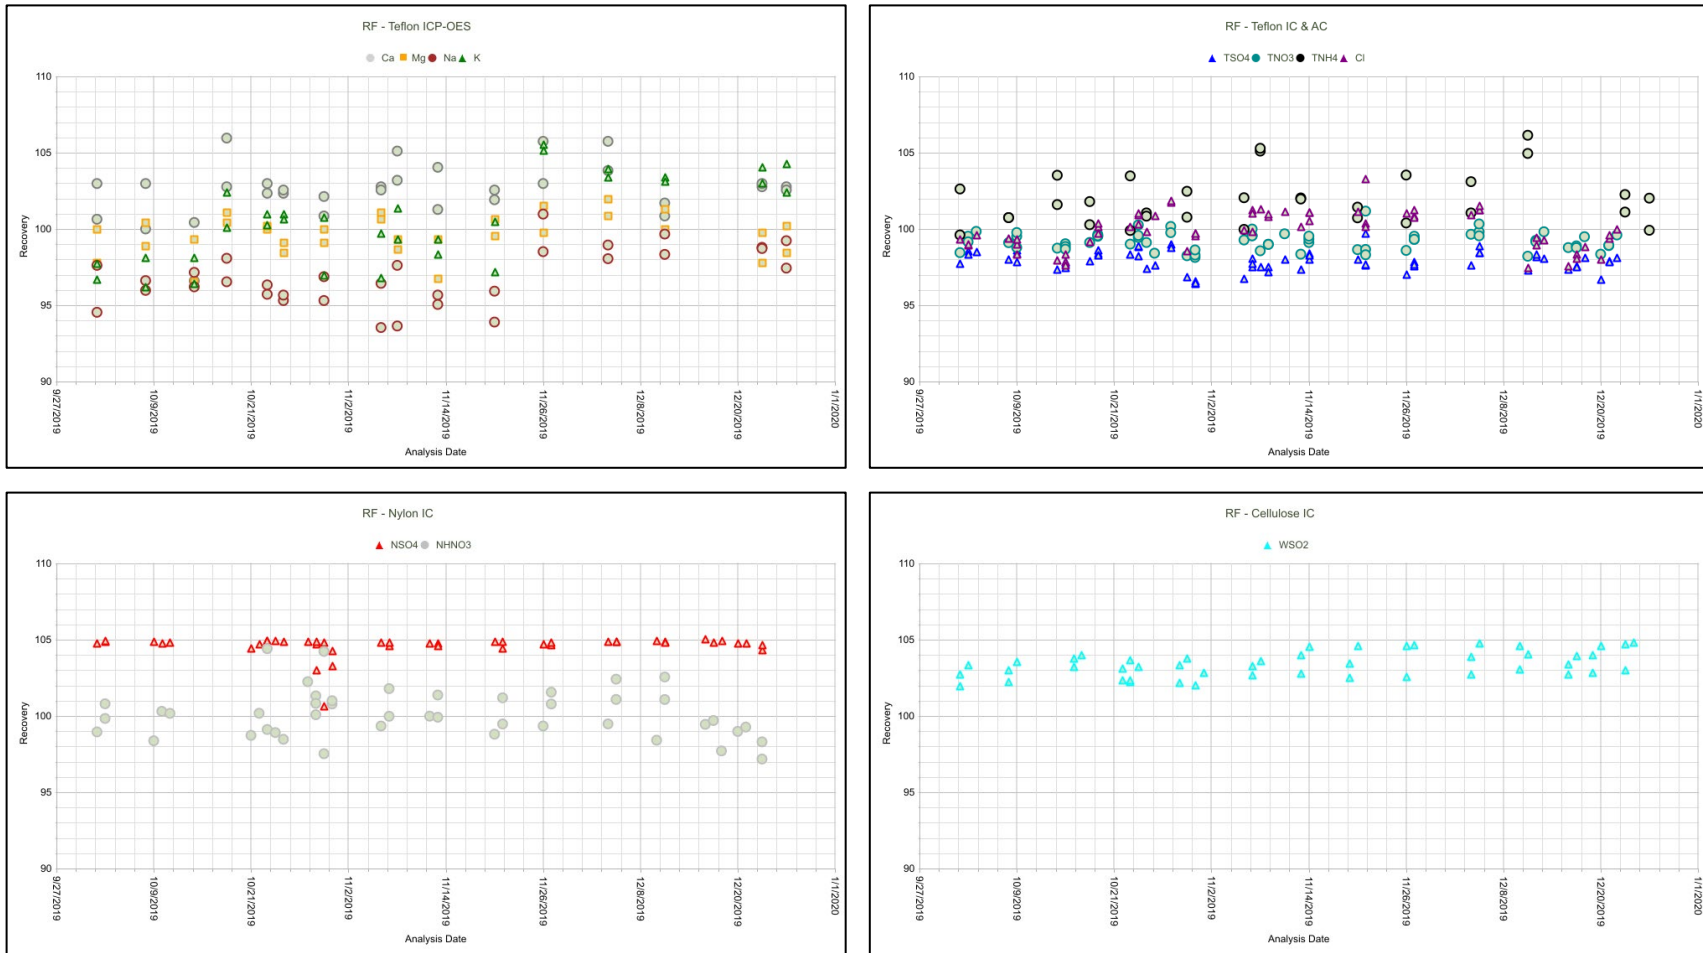 RF - Teflon ICP-OES
Ca Mg Na K
110
105
100
95
90
Recovery
9/27/2019 10/9/2019 10/21/2019 11/2/2019 11/14/2019 11/26/2019 12/8/2019 12/20/2019 1/1/2020
Analysis Date
RF - Teflon IC & AC
TSO4 TNO3 TNH4 Cl
110
105
100
95
90
Recovery
9/27/2019 10/9/2019 10/21/2019 11/2/2019 11/14/2019 11/26/2019 12/8/2019 12/20/2019 1/1/2020
Analysis Date
RF - Nylon IC
NSO4 NHNO3
110
105
100
95
90
Recovery
9/27/2019 10/9/2019 10/21/2019 11/2/2019 11/14/2019 11/26/2019 12/8/2019 12/20/2019 1/1/2020
Analysis Date
RF - Cellulose IC
WSO2
110
105
100
95
90
Recovery
9/27/2019 10/9/2019 10/21/2019 11/2/2019 11/14/2019 11/26/2019 12/8/2019 12/20/2019 1/1/2020
Analysis Date